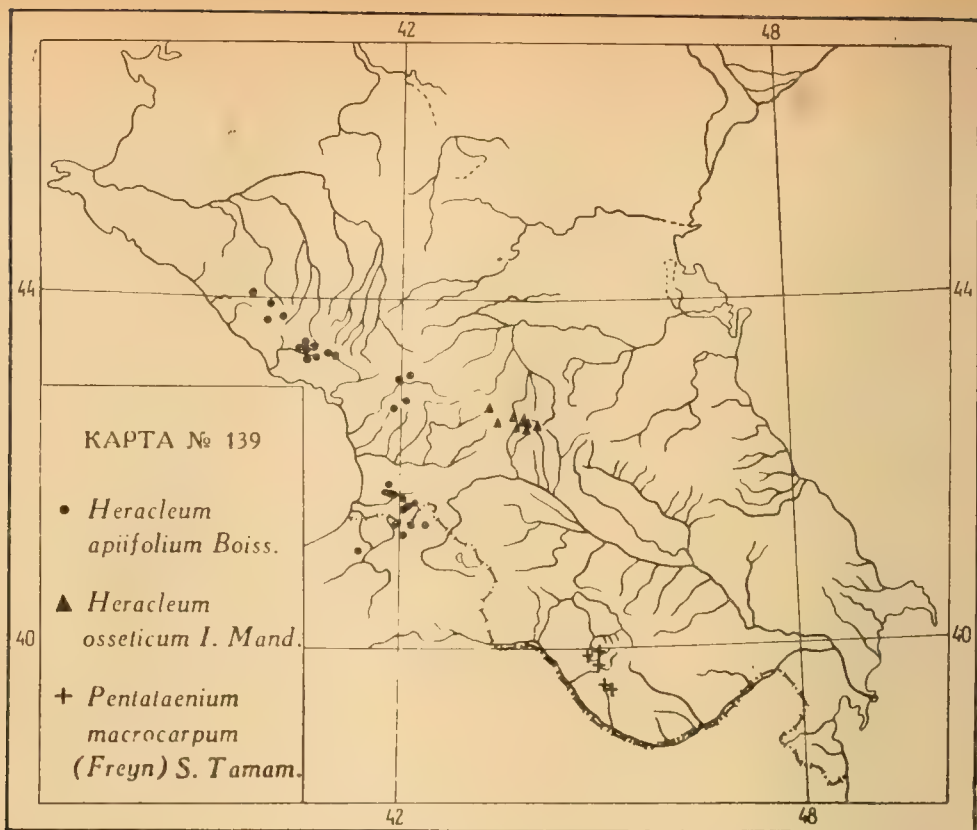 42 48
44 44
КАРТА № 139
Heracleum
apiifolium Boiss.
Heracleum
osseticum I. Mand.
40 40
Pentataenium
macrocarpum
(Freyn) S. Tamam.
42 48